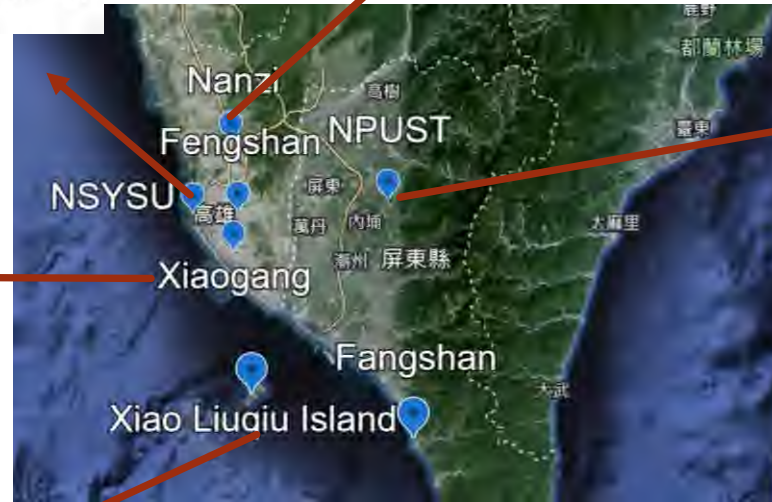 鹿野
都蘭林場
Nanzi
高樹
臺東
Fengshan
NPUST
屏東
NSYSU
高雄
萬丹
內埔
太麻里
潮州
屏東縣
Xiaogang
Fangshan
大武
Xiao Liuqiu Island